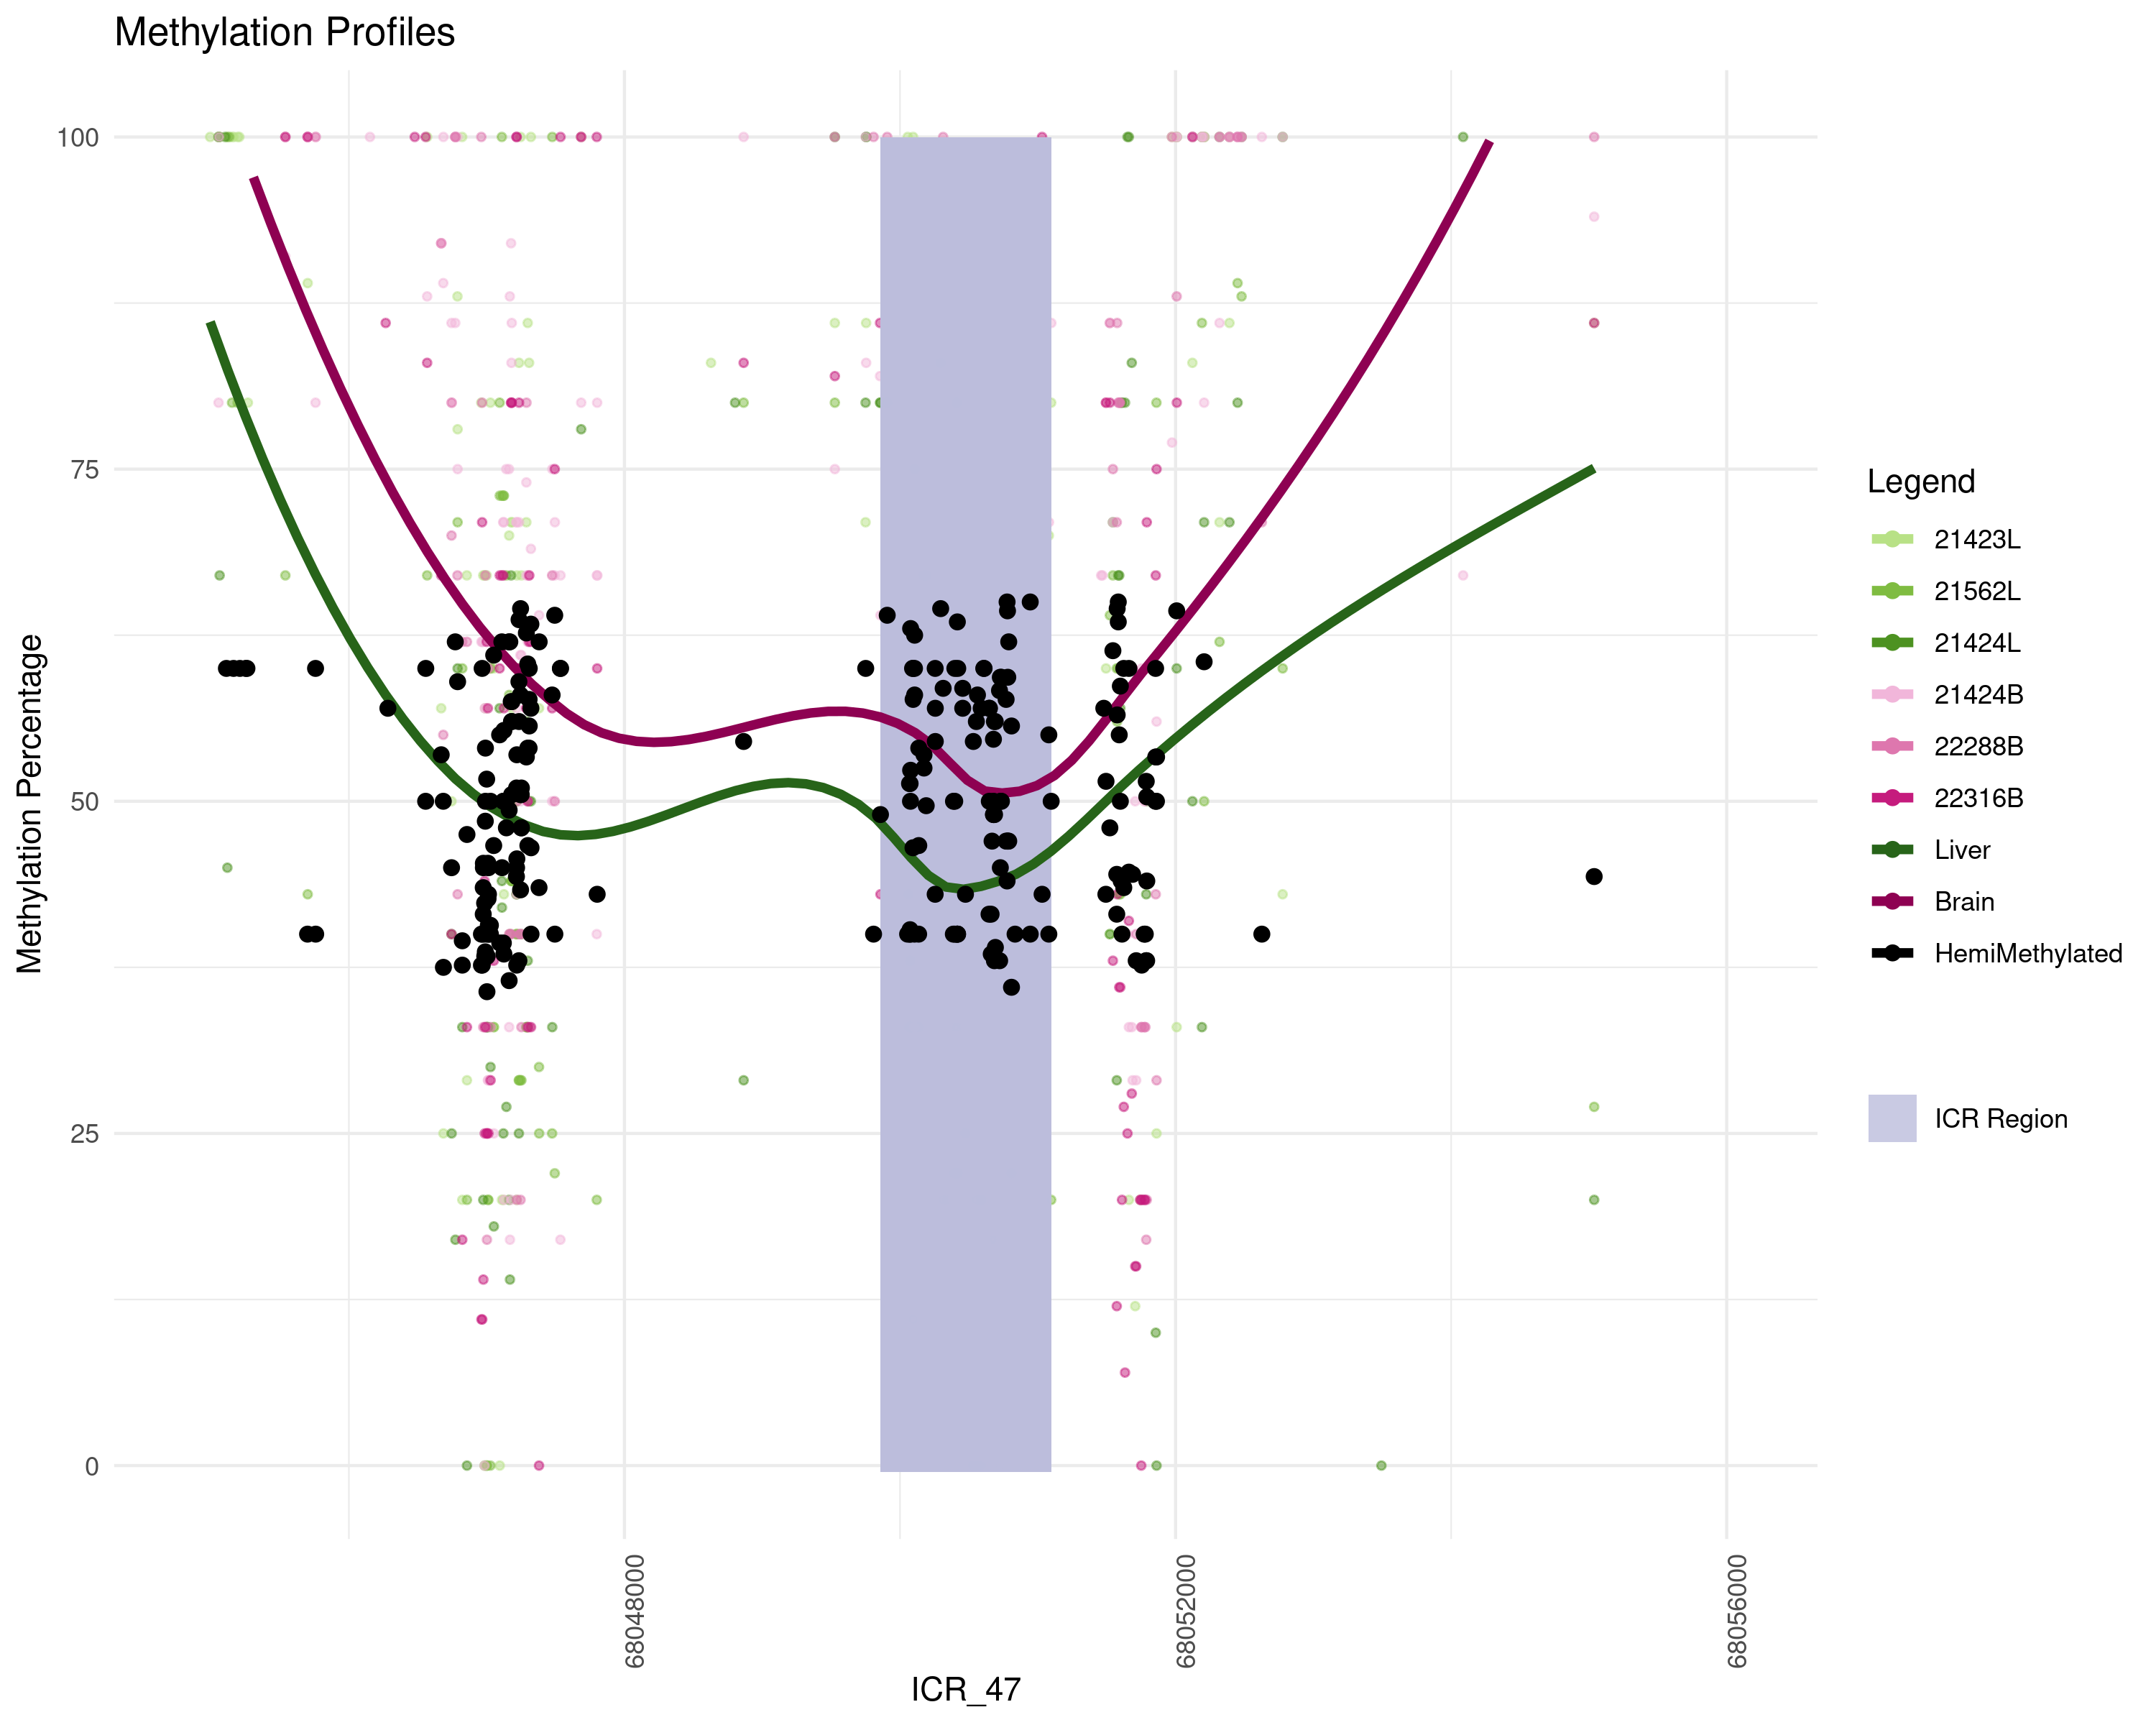 Methylation Profiles
Methylation Percentage
100
75
50
25
0
68048000
68052000
68056000
ICR_47
Legend
21423L
21562L
21424L
21424B
22288B
22316B
Liver
Brain
HemiMethylated
ICR Region